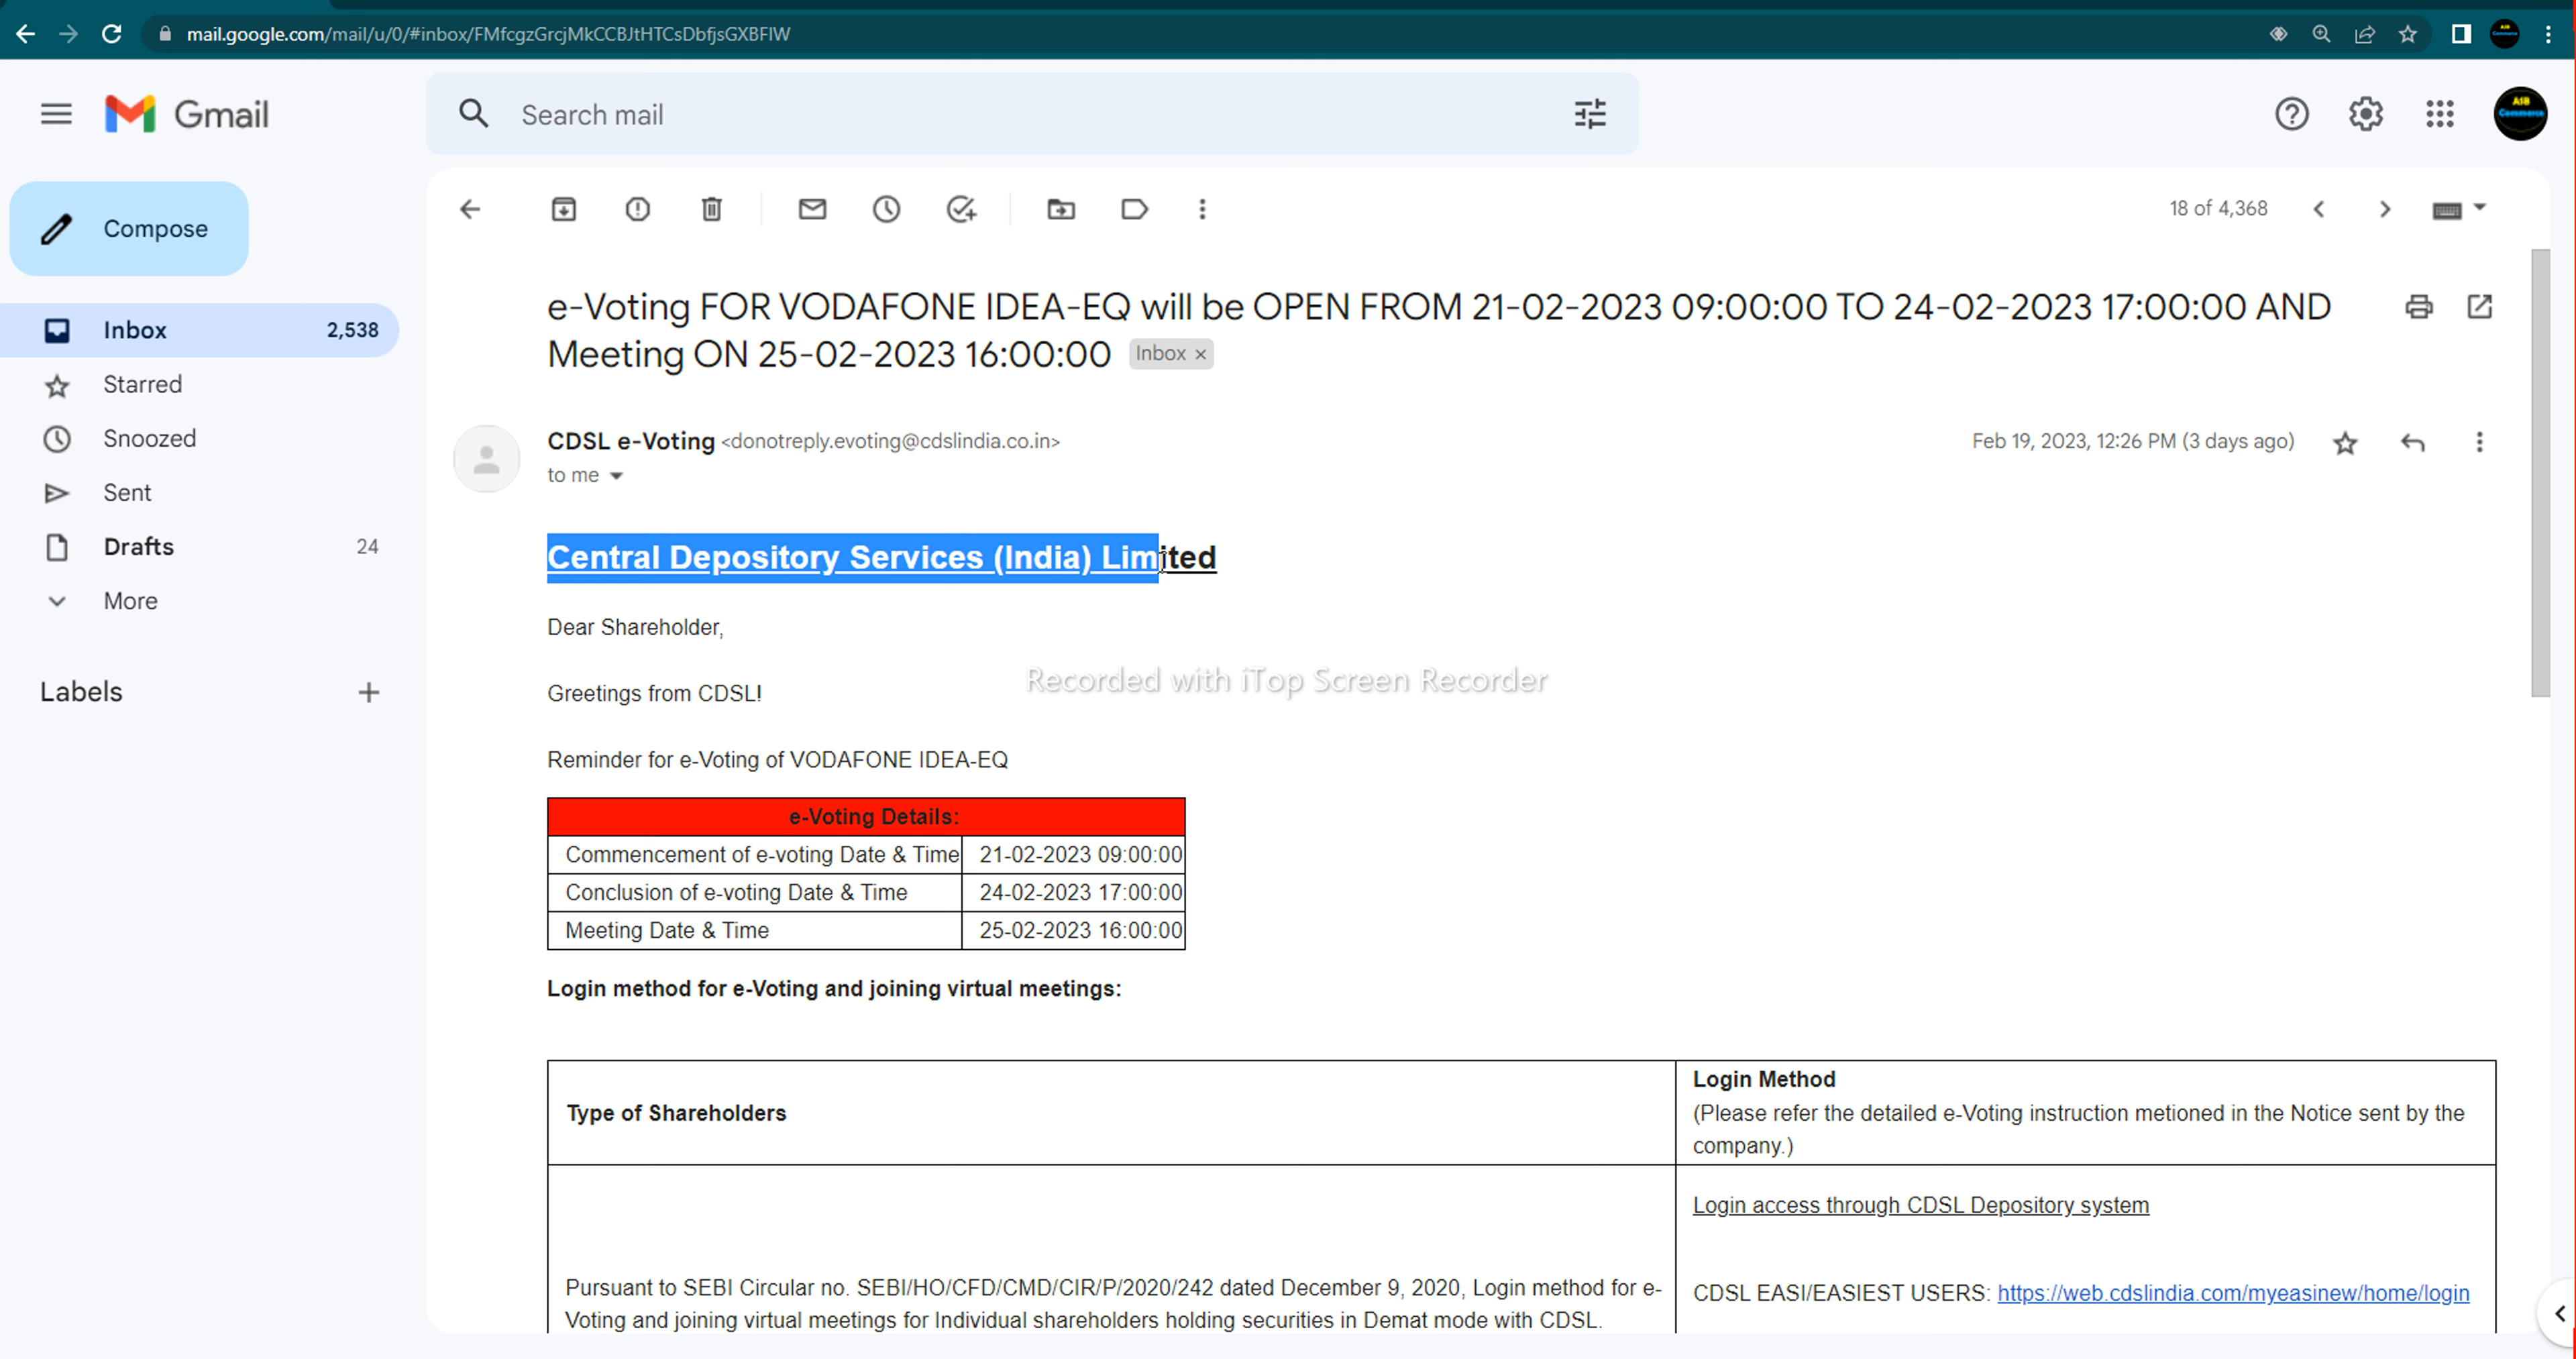 mail.google.com/mail/u/0/#inbox/FMfcgzGrcjMkCCBJtHTCsDbfjsGXBFlW
Gmail
Search mail
A1B
Commerce
Compose
18 of 4,368
Inbox 2,538
Starred
Snoozed
Sent
Drafts 24
More
Labels
e-Voting FOR VODAFONE IDEA-EQ will be OPEN FROM 21-02-2023 09:00:00 TO 24-02-2023 17:00:00 AND
Meeting ON 25-02-2023 16:00:00 Inbox ×
CDSL e-Voting <donotreply.evoting@cdslindia.co.in> Feb 19, 2023, 12:26 PM (3 days ago)
to me
Central Depository Services (India) Limited
Dear Shareholder,
Recorded with iTop Screen Recorder
Greetings from CDSL!
Reminder for e-Voting of VODAFONE IDEA-EQ
e-Voting Details:
Commencement of e-voting Date & Time 21-02-2023 09:00:00
Conclusion of e-voting Date & Time 24-02-2023 17:00:00
Meeting Date & Time 25-02-2023 16:00:00
Login method for e-Voting and joining virtual meetings:
Type of Shareholders
Login Method
(Please refer the detailed e-Voting instruction metioned in the Notice sent by the
company.)
Login access through CDSL Depository system
Pursuant to SEBI Circular no. SEBI/HO/CFD/CMD/CIR/P/2020/242 dated December 9, 2020, Login method for e-
Voting and joining virtual meetings for Individual shareholders holding securities in Demat mode with CDSL.
CDSL EASI/EASIEST USERS: https://web.cdslindia.com/myeasinew/home/login